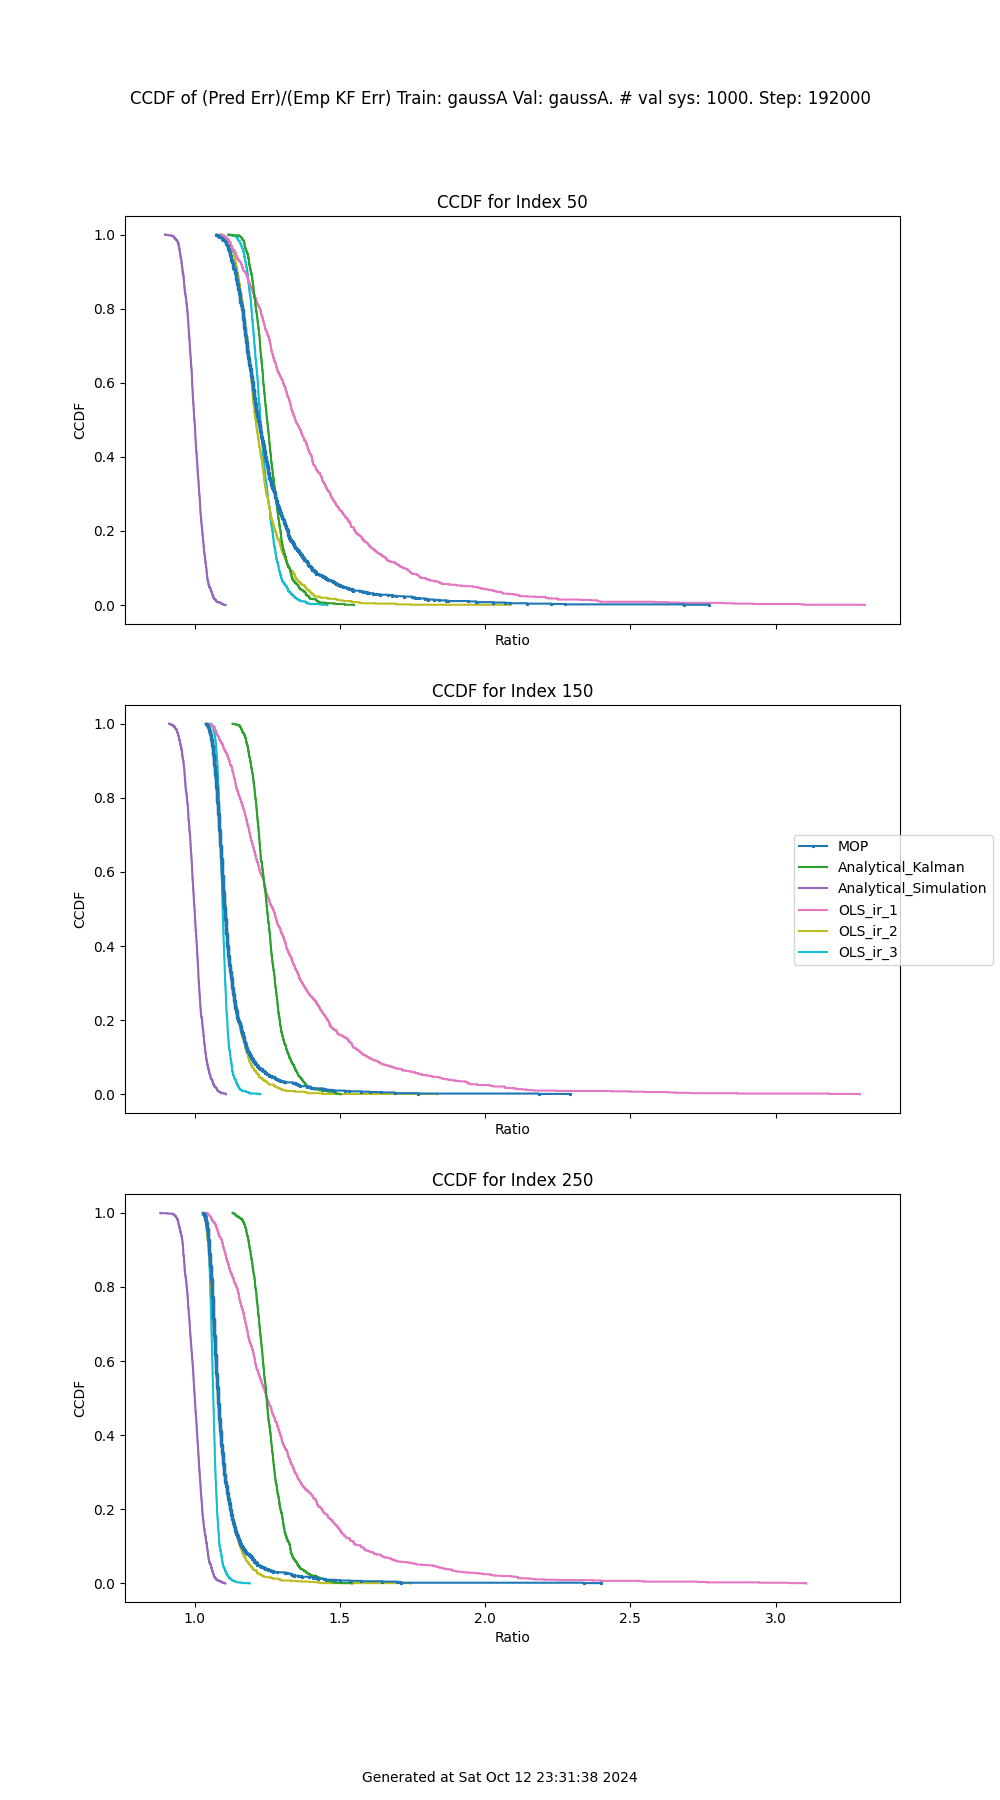 CCDF of (Pred Err)/(Emp KF Err) Train: gaussA Val: gaussA. # val sys: 1000. Step: 192000
CCDF for Index 50
1.0
0.8
0.6
0.4
0.2
0.0
CCDF
Ratio
CCDF for Index 150
1.0
0.8
0.6
0.4
0.2
0.0
CCDF
Ratio
MOP
Analytical_Kalman
Analytical_Simulation
OLS_ir_1
OLS_ir_2
OLS_ir_3
CCDF for Index 250
1.0
0.8
0.6
0.4
0.2
0.0
CCDF
1.0 1.5 2.0 2.5 3.0
Ratio
Generated at Sat Oct 12 23:31:38 2024